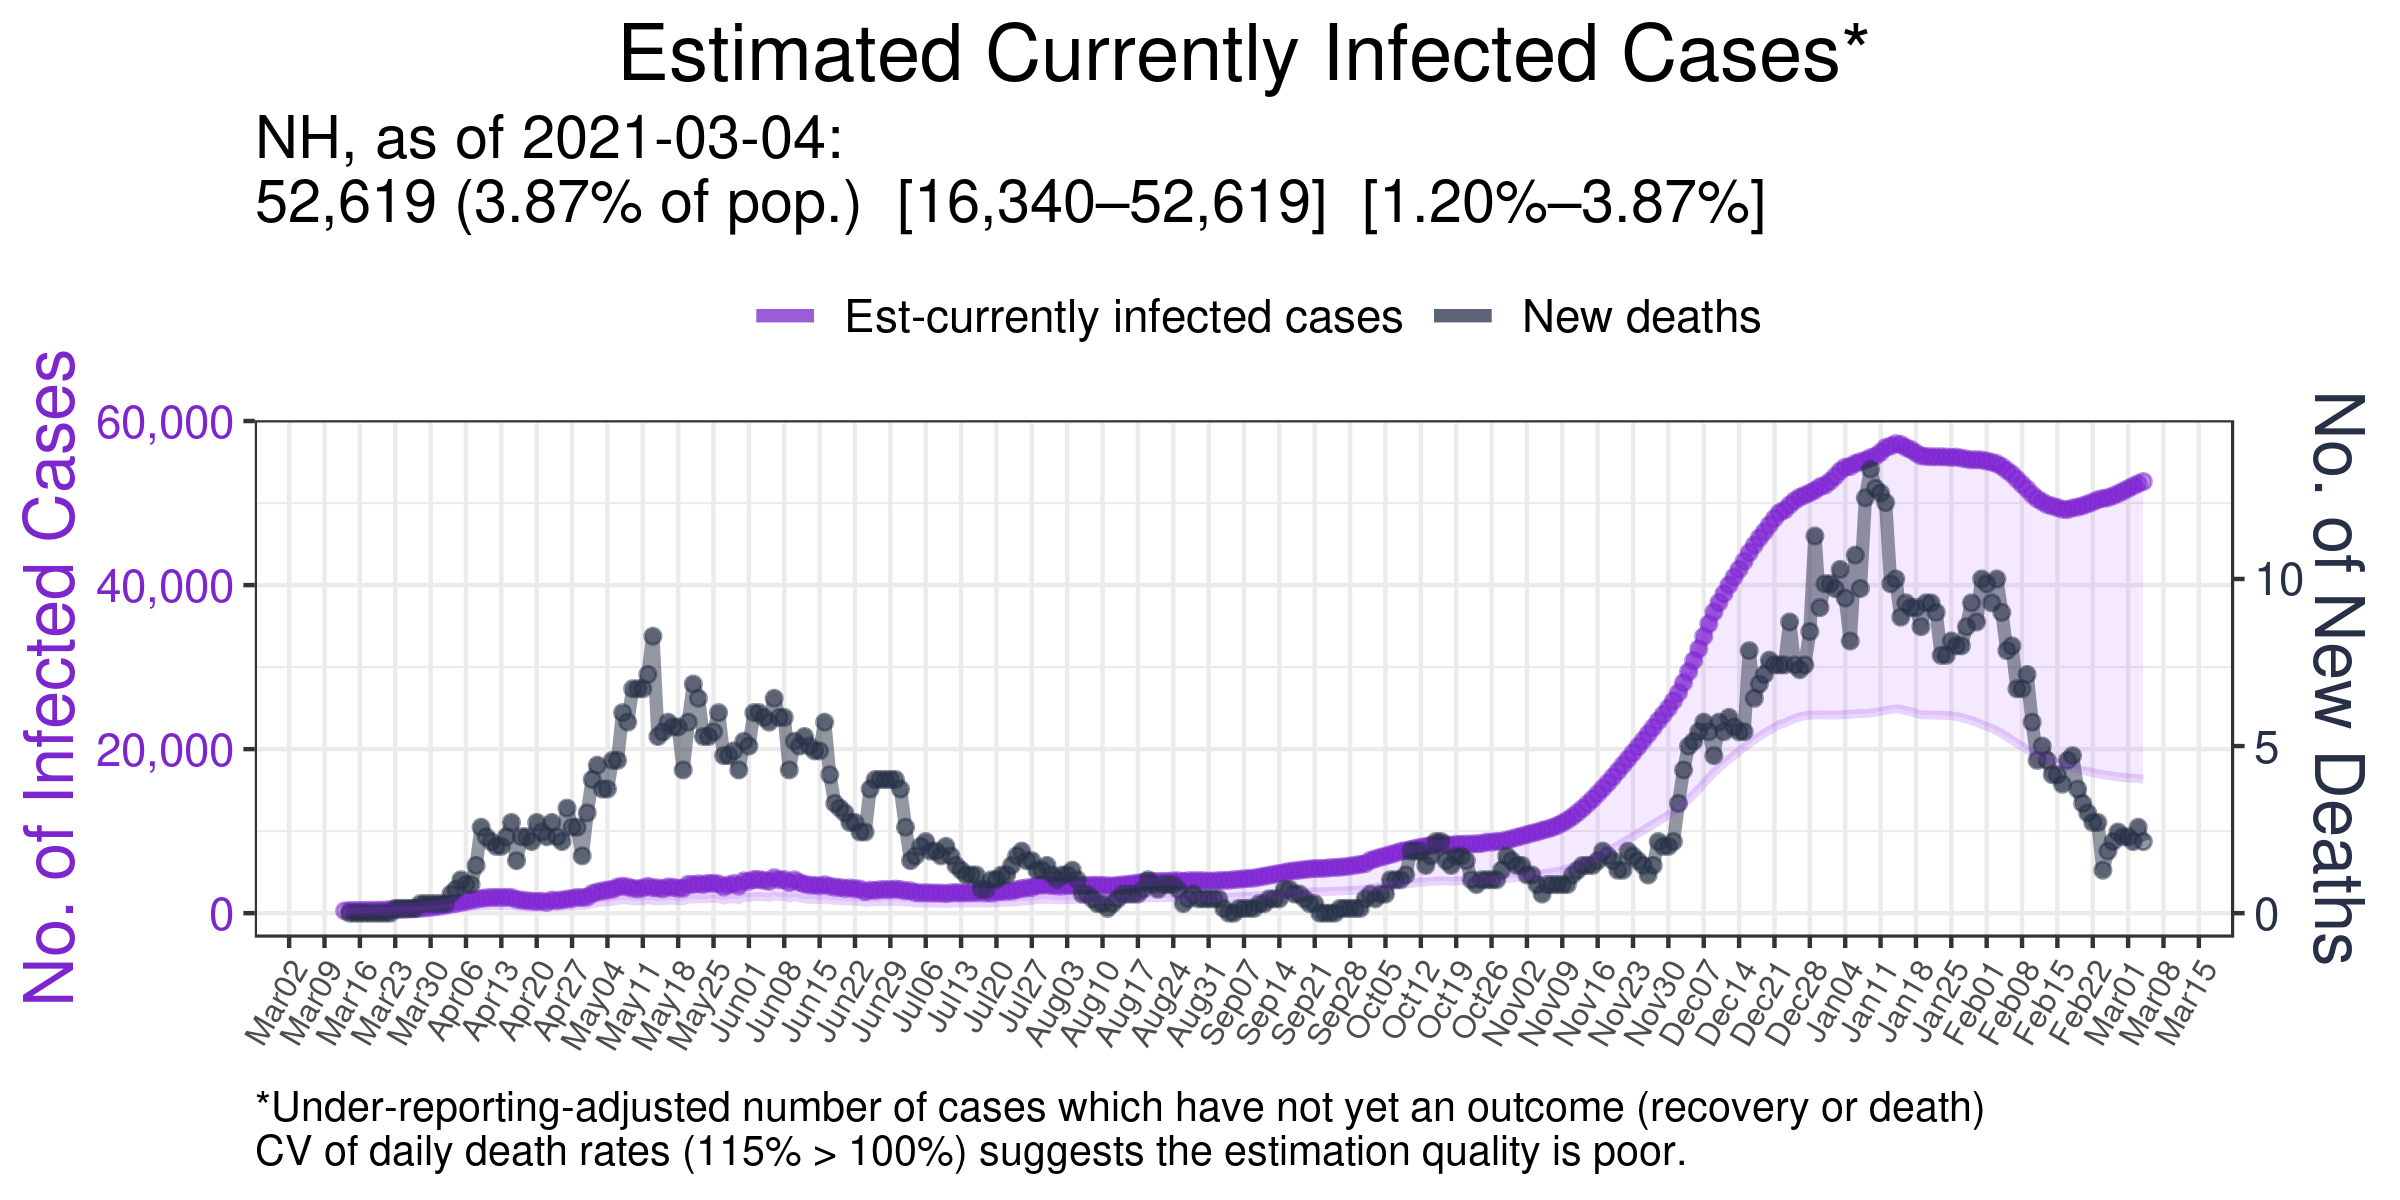 Estimated Currently Infected Cases*
NH, as of 2021-03-04:
52,619 (3.87% of pop.)  [16,340–52,619]  [1.20%–3.87%]
Est-currently infected cases
New deaths
No. of Infected Cases
60,000
40,000
20,000
0
10
5
0
No. of New Deaths
Mar02
Mar09
Mar16
Mar23
Mar30
Apr06
Apr13
Apr20
Apr27
May04
May11
May18
May25
Jun01
Jun08
Jun15
Jun22
Jun29
Jul06
Jul13
Jul20
Jul27
Aug03
Aug10
Aug17
Aug24
Aug31
Sep07
Sep14
Sep21
Sep28
Oct05
Oct12
Oct19
Oct26
Nov02
Nov09
Nov16
Nov23
Nov30
Dec07
Dec14
Dec21
Dec28
Jan04
Jan11
Jan18
Jan25
Feb01
Feb08
Feb15
Feb22
Mar01
Mar08
Mar15
*Under-reporting-adjusted number of cases which have not yet an outcome (recovery or death)
CV of daily death rates (115% > 100%) suggests the estimation quality is poor.